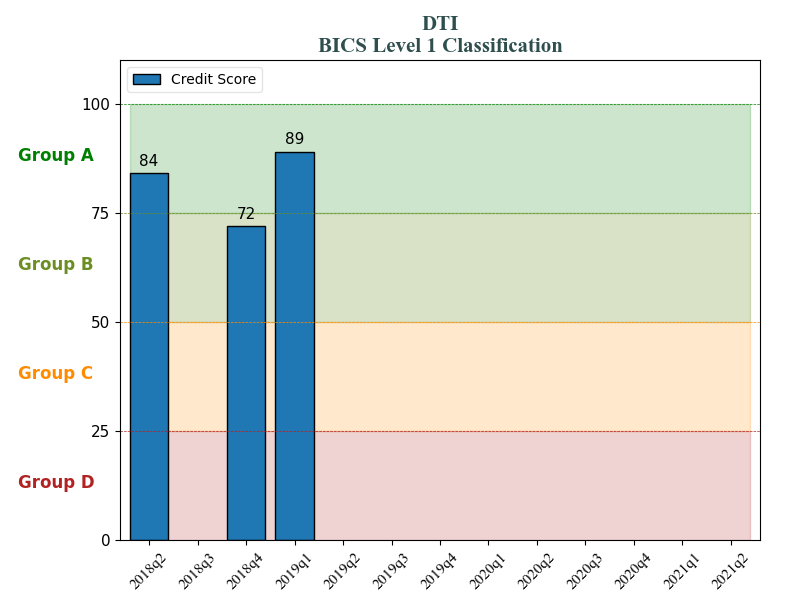 DTI
BICS Level 1 Classification
Credit Score
100
Group A
89
84
75
72
Group B
50
Group C
25
Group D
0
2018q2 2018q3 2018q4 2019q1 2019q2 2019q3 2019q4 2020q1 2020q2 2020q3 2020q4 2021q1 2021q2